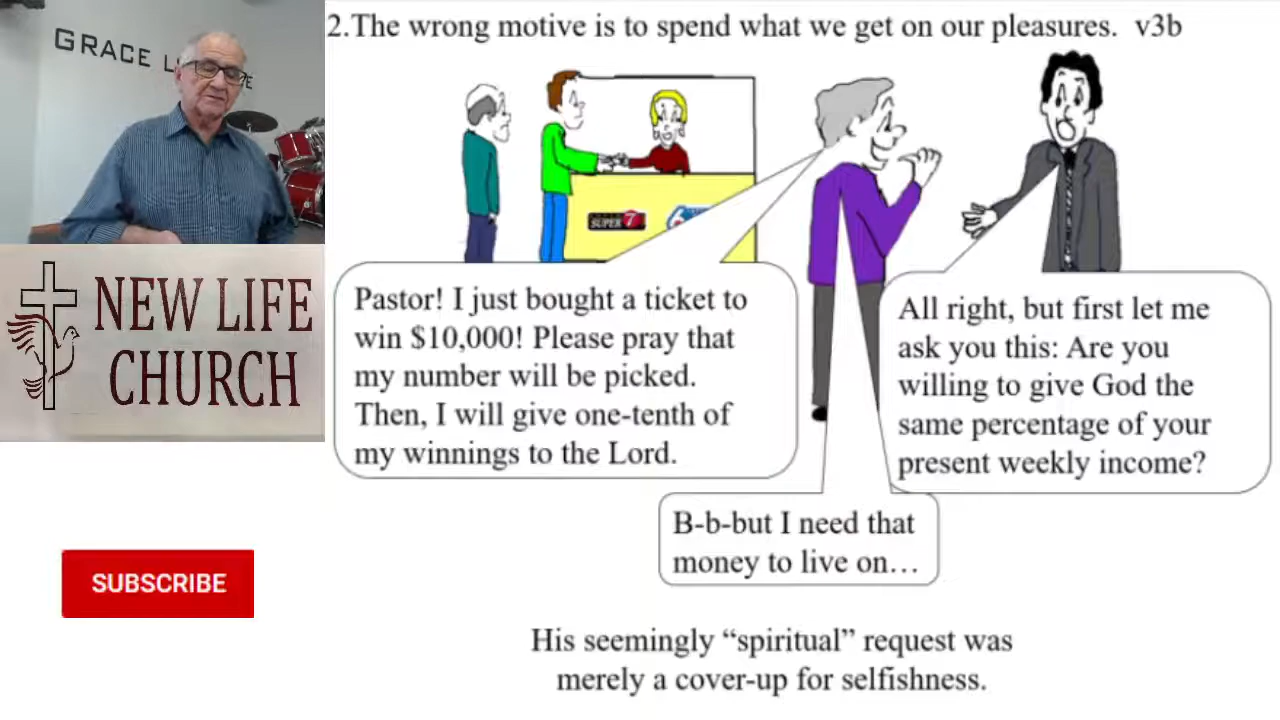 GRACE
2.The wrong motive is to spend what we get on our pleasures. v3b
SUPER 7
6
NEW LIFE
CHURCH
Pastor! I just bought a ticket to
win $10,000! Please pray that
my number will be picked.
Then, I will give one-tenth of
my winnings to the Lord.
All right, but first let me
ask you this: Are you
willing to give God the
same percentage of your
present weekly income?
B-b-but I need that
money to live on…
SUBSCRIBE
His seemingly “spiritual” request was
merely a cover-up for selfishness.